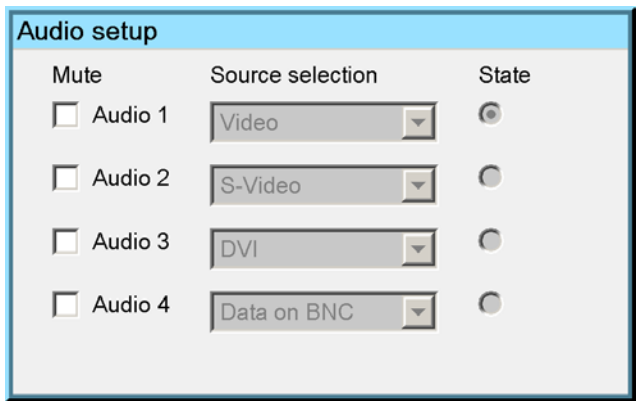 Audio setup
Mute Source selection State
Audio 1 Video
Audio 2 S-Video
Audio 3 DVI
Audio 4 Data on BNC